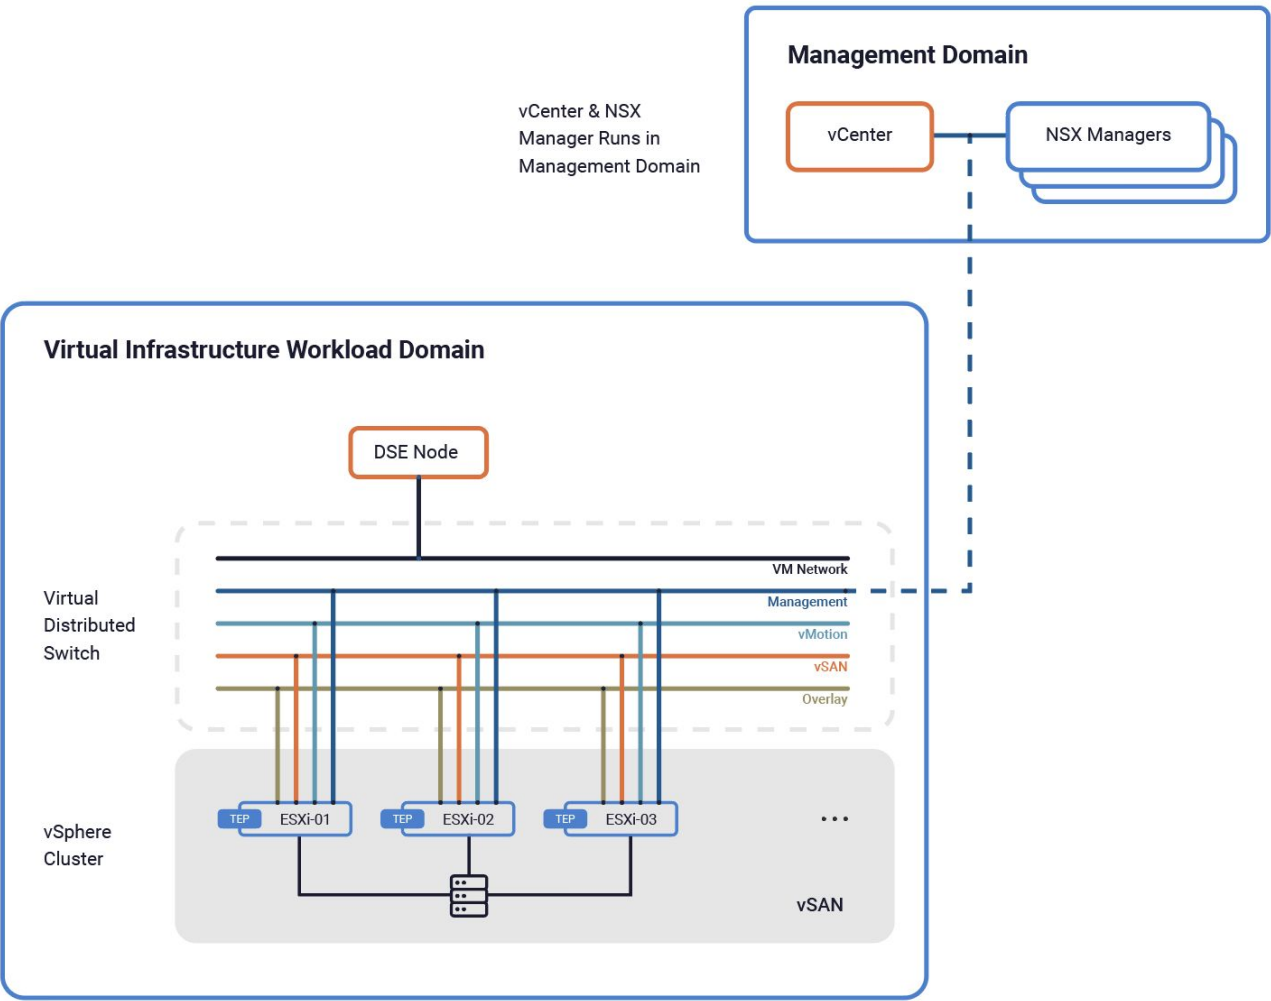 Management Domain
vCenter & NSX
Manager Runs in
Management Domain
vCenter
NSX Managers
Virtual Infrastructure Workload Domain
DSE Node
Virtual
Distributed
Switch
VM Network
Management
vMotion
vSAN
Overlay
vSphere
Cluster
TEP
ESXi-01
TEP
ESXi-02
TEP
ESXi-03
...
vSAN